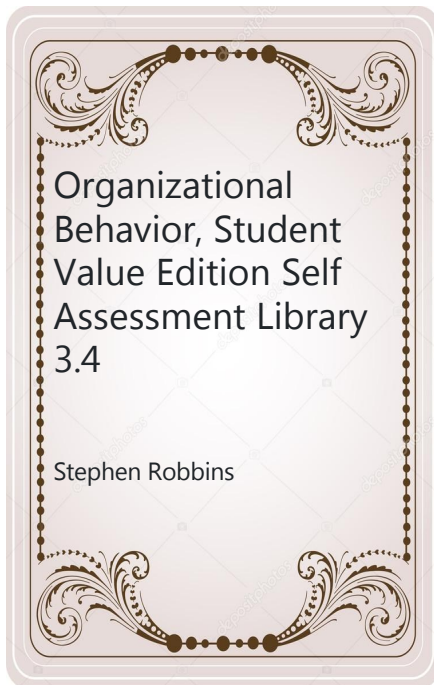 Organizational
Behavior, Student
Value Edition Self
Assessment Library
3.4
Stephen Robbins